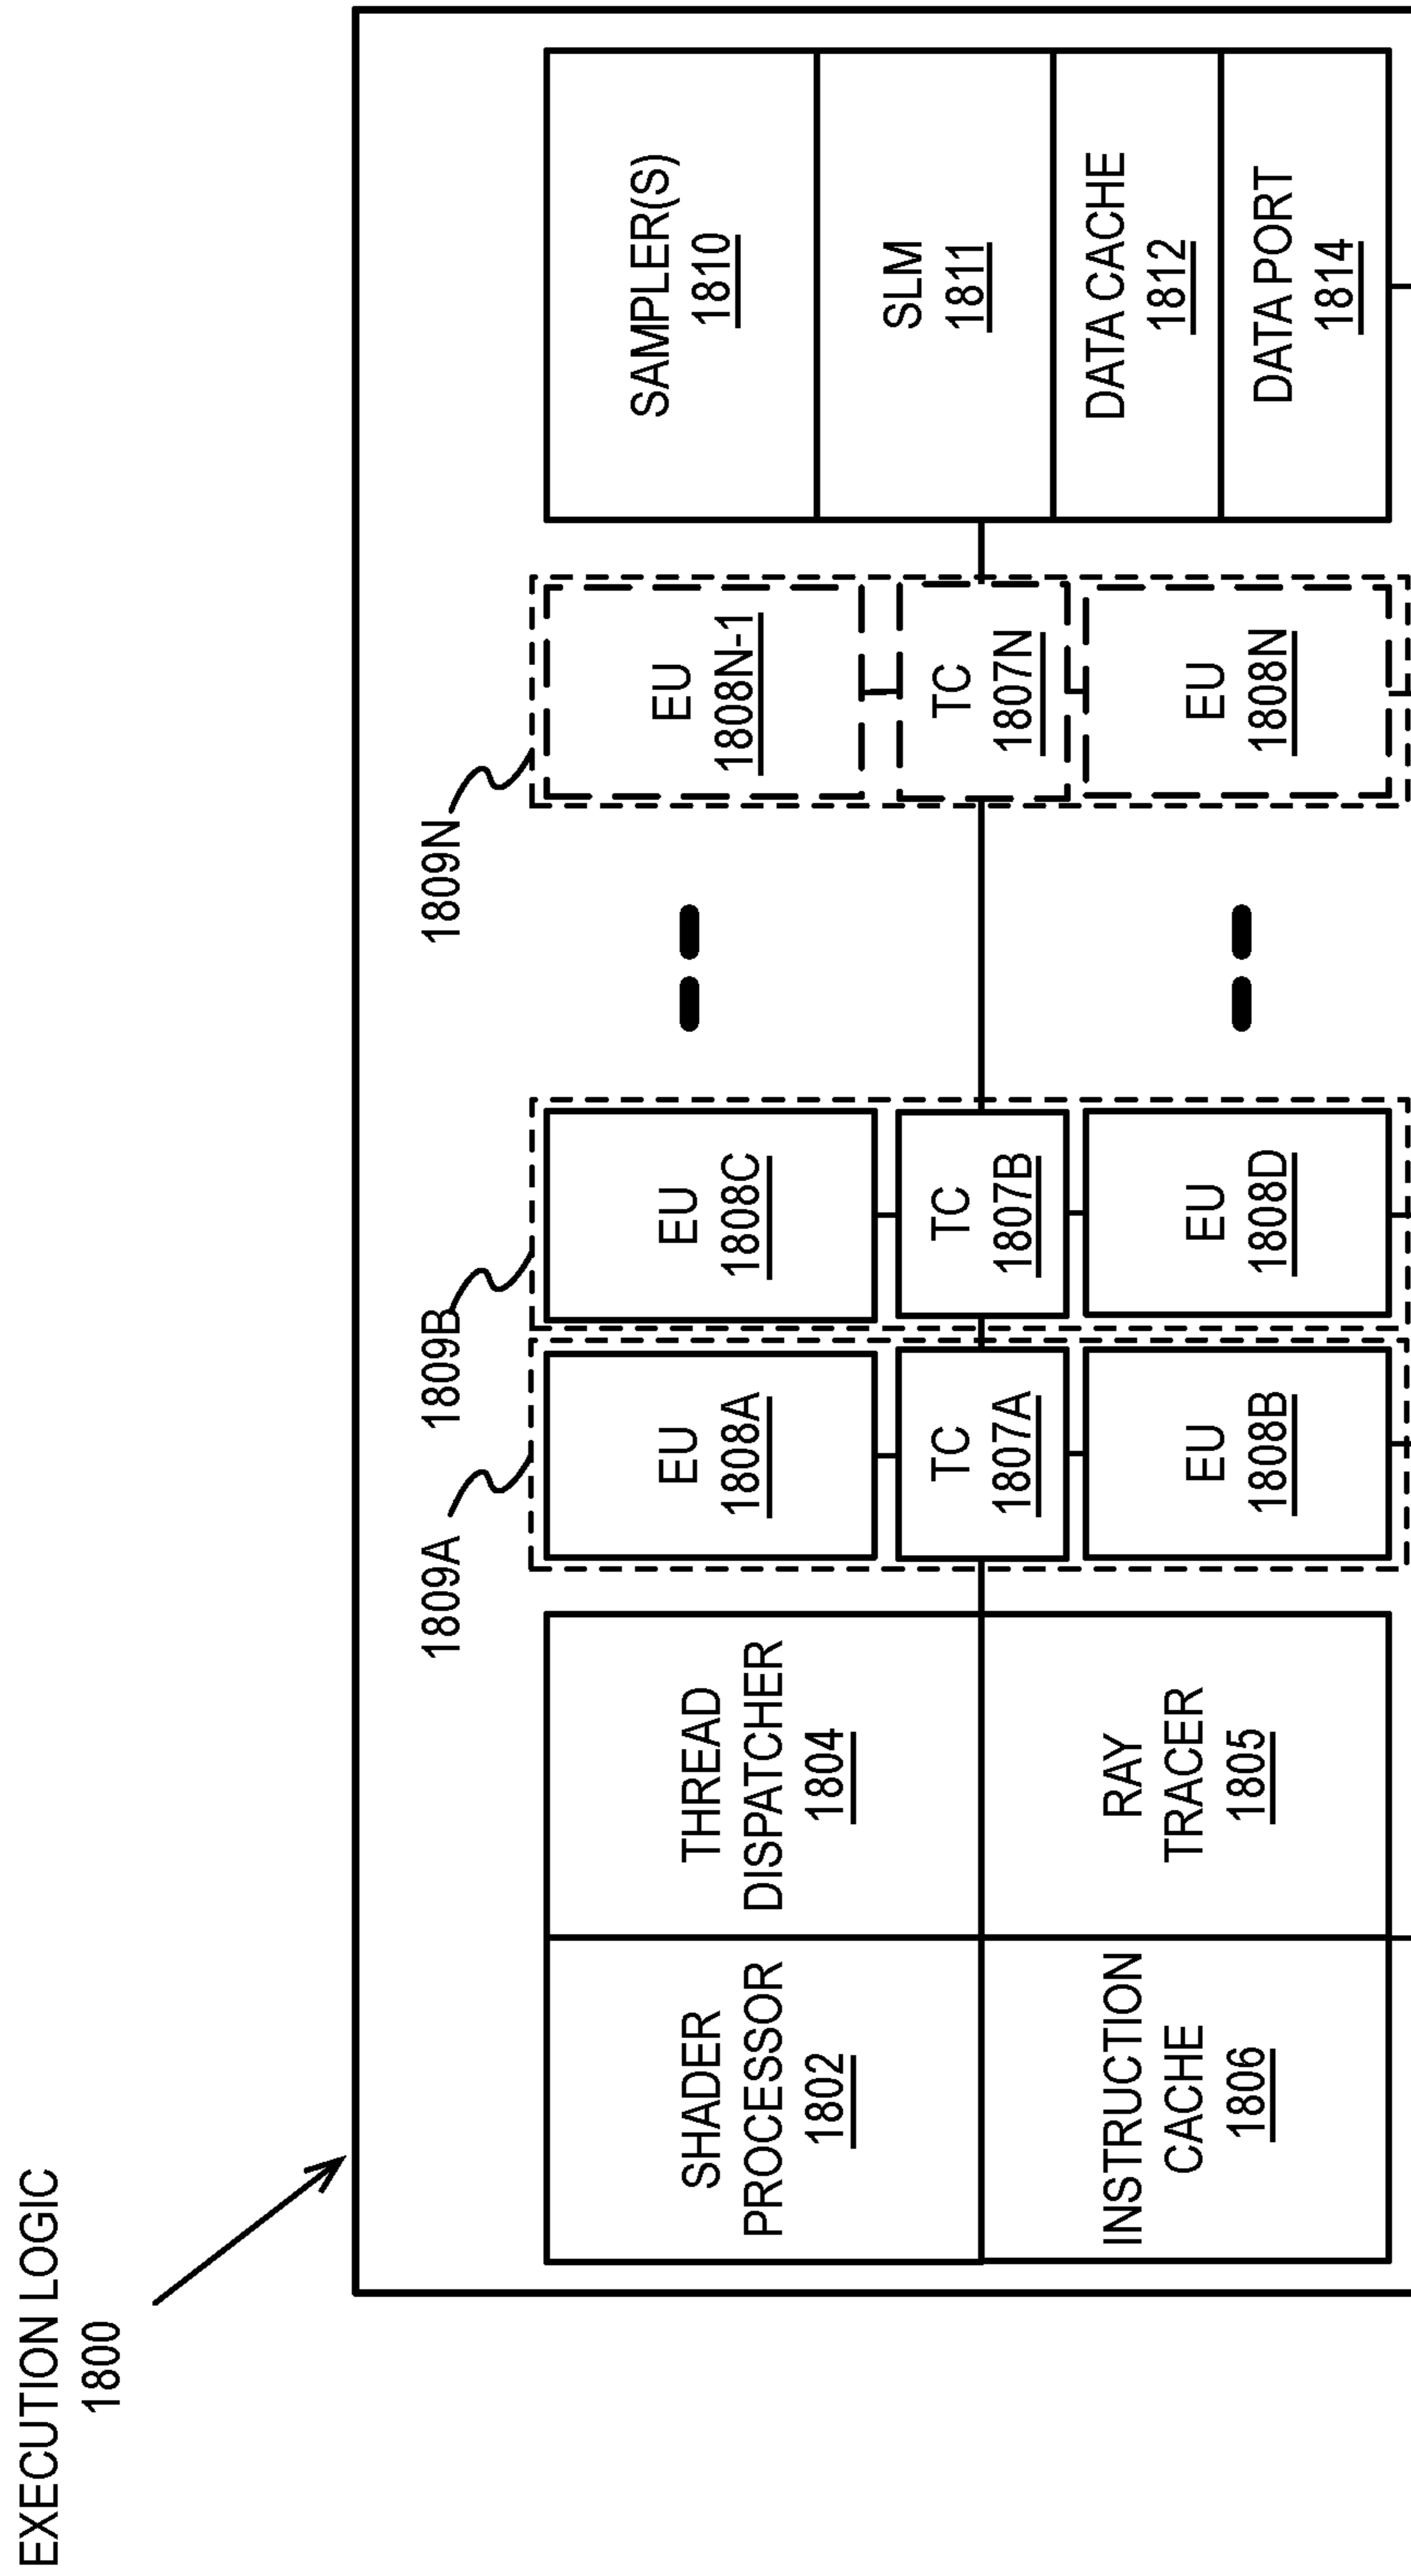 EXECUTION LOGIC
1800
1809A
1809B
1809N
SHADER
PROCESSOR
1802
THREAD
DISPATCHER
1804
EU
1808A
EU
1808C
EU
1808N-1
SAMPLER(S)
1810
TC
1807A
TC
1807B
TC
1807N
SLM
1811
INSTRUCTION
CACHE
1806
RAY
TRACER
1805
EU
1808B
EU
1808D
EU
1808N
DATA CACHE
1812
DATA PORT
1814